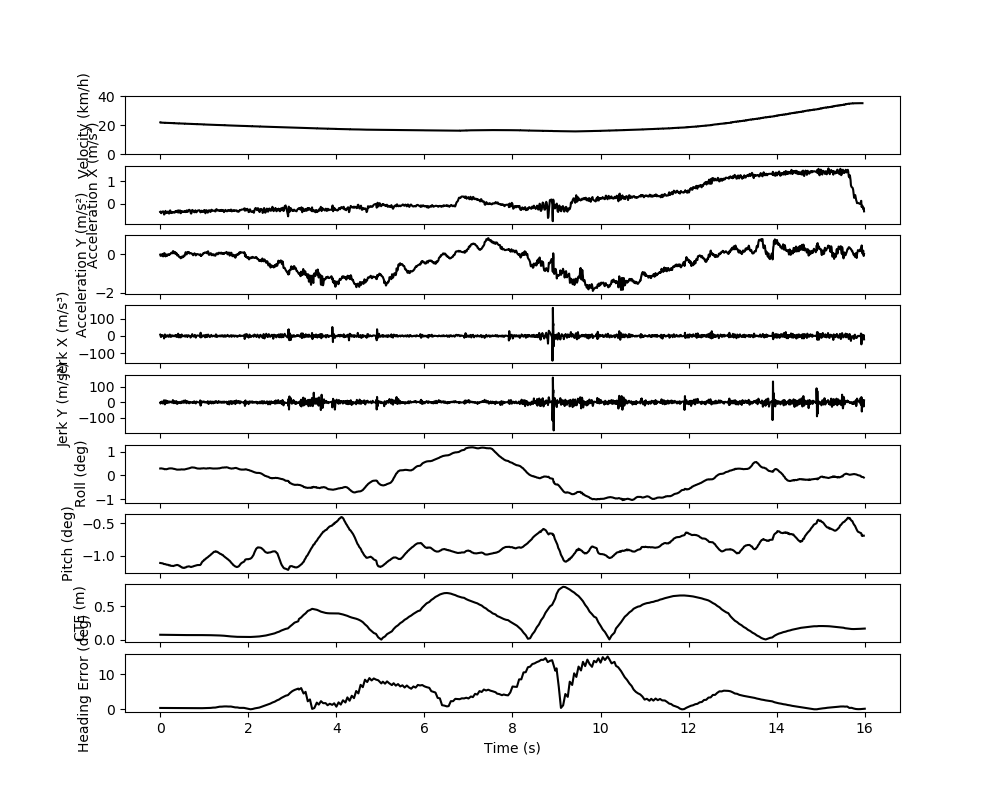 Velocity (km/h)
40
20
0
Acceleration X (m/s²)
1
0
Acceleration Y (m/s²)
0
−2
Jerk X (m/s³)
100
0
−100
Jerk Y (m/s³)
100
0
−100
Roll (deg)
1
0
−1
Pitch (deg)
−0.5
−1.0
CTE (m)
0.5
0.0
Heading Error (deg)
10
0
0 2 4 6 8 10 12 14 16
Time (s)